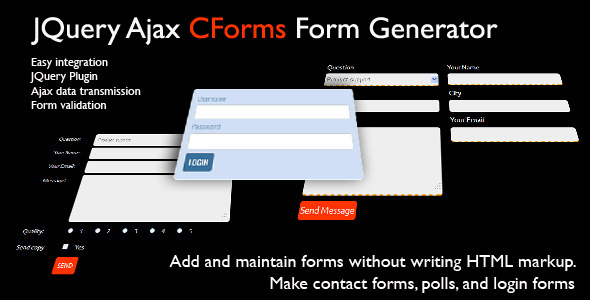 JQuery Ajax CForms Form Generator
Easy integration
JQuery Plugin
Ajax data transmission
Form validation
Question
Product support
Your Name
City
Your Email
Username
Password
LOGIN
Question:
Your Name:
Your Email:
Message:
Send Message
Quality:
1 2 3 4 5
Send copy
Yes
SEND
Add and maintain forms without writing HTML markup.
Make contact forms, polls, and login forms